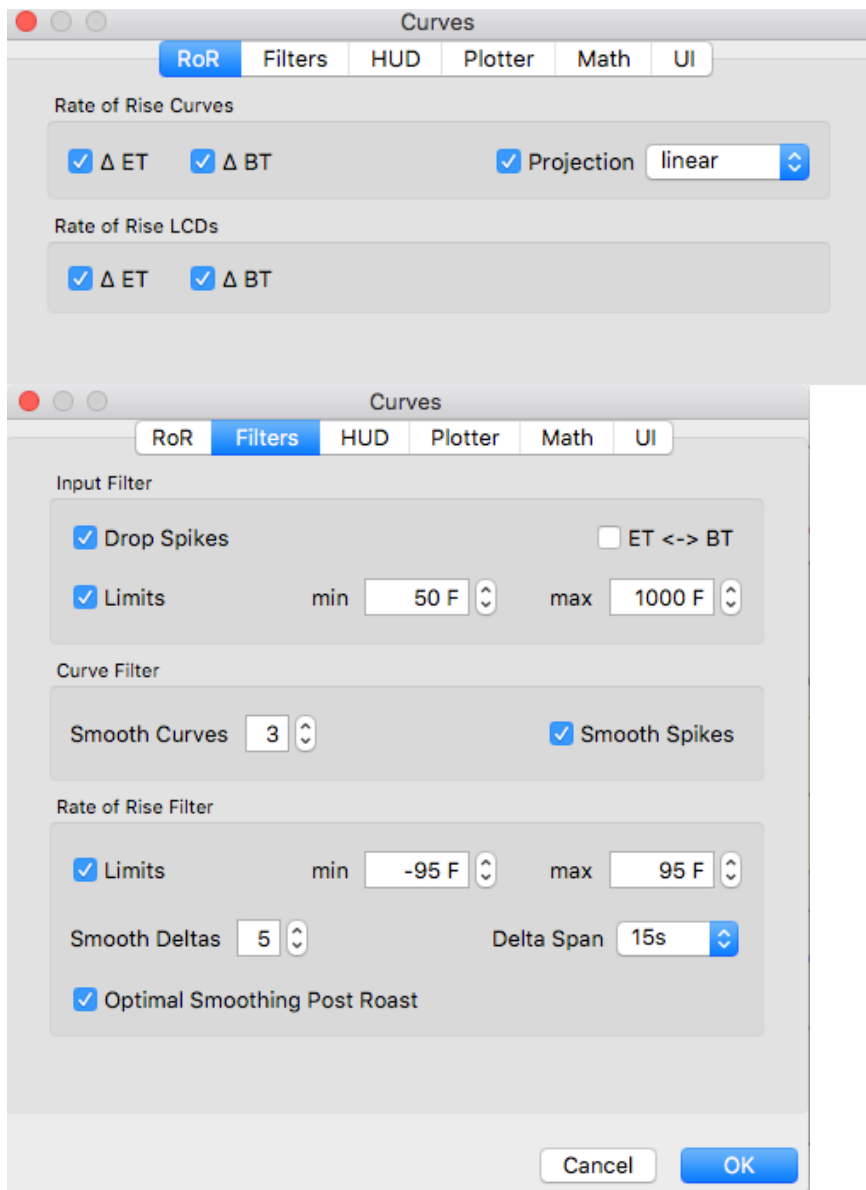 Curves
RoR Filters HUD Plotter Math UI
Rate of Rise Curves
Δ ET Δ BT Projection linear
Rate of Rise LCDs
Δ ET Δ BT
Curves
RoR Filters HUD Plotter Math UI
Input Filter
Drop Spikes ET <-> BT
Limits min 50 F max 1000 F
Curve Filter
Smooth Curves 3 Smooth Spikes
Rate of Rise Filter
Limits min -95 F max 95 F
Smooth Deltas 5 Delta Span 15s
Optimal Smoothing Post Roast
Cancel OK